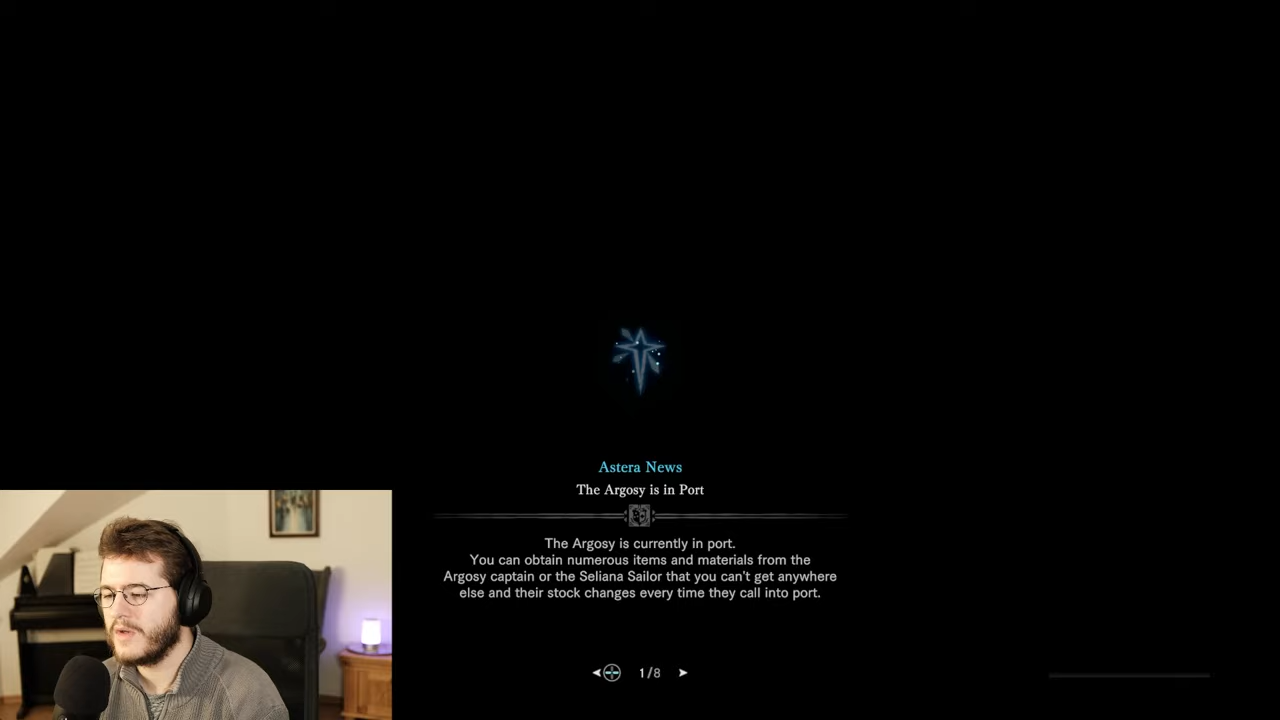 Astera News
The Argosy is in Port
The Argosy is currently in port.
You can obtain numerous items and materials from the
Argosy captain or the Seliana Sailor that you can't get anywhere
else and their stock changes every time they call into port.
1/8